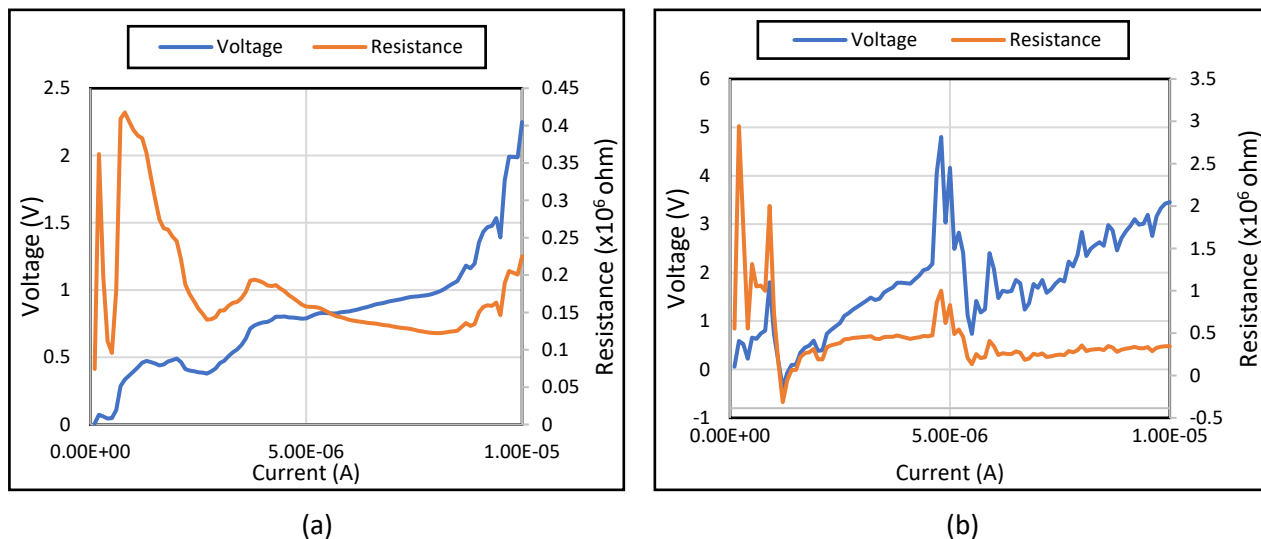 Voltage Resistance
2.5
2
1.5
1
0.5
0
Voltage (V)
0.45
0.4
0.35
0.3
0.25
0.2
0.15
0.1
0.05
0
Resistance (x10⁶ ohm)
0.00E+00 5.00E-06 1.00E-05
Current (A)
(a)
Voltage Resistance
6
5
4
3
2
1
0
-1
Voltage (V)
3.5
3
2.5
2
1.5
1
0.5
0
-0.5
Resistance (x10⁶ ohm)
0.00E+00 5.00E-06 1.00E-05
Current (A)
(b)